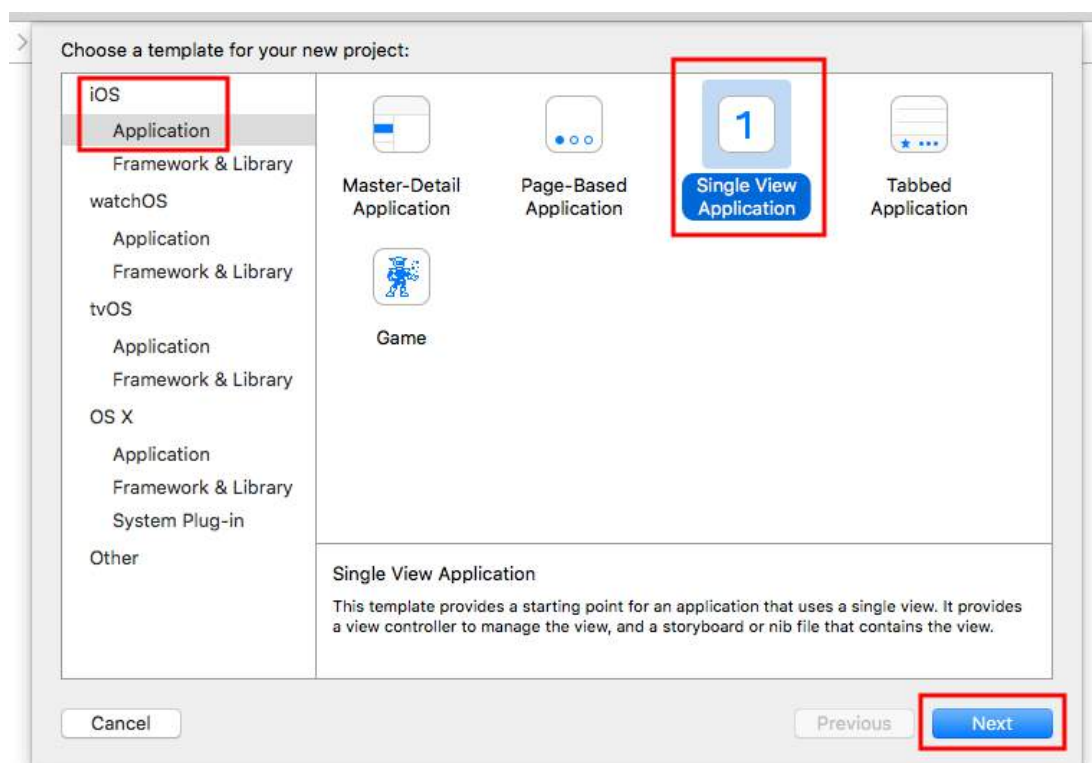 Choose a template for your new project:
iOS
Application
Framework & Library
watchOS
Application
Framework & Library
tvOS
Application
Framework & Library
OS X
Application
Framework & Library
System Plug-in
Other
Master-Detail
Application
Page-Based
Application
1
Single View
Application
Tabbed
Application
Game
Single View Application
This template provides a starting point for an application that uses a single view. It provides
a view controller to manage the view, and a storyboard or nib file that contains the view.
Cancel
Previous
Next